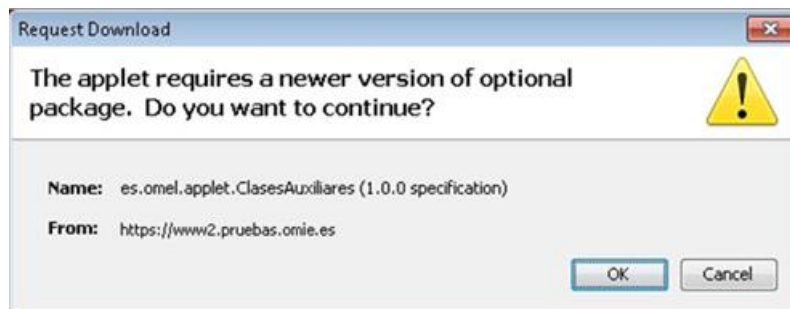 Request Download
The applet requires a newer version of optional
package. Do you want to continue?
Name: es.omel.applet.ClasesAuxiliares (1.0.0 specification)
From: https://www2.pruebas.omie.es
OK Cancel